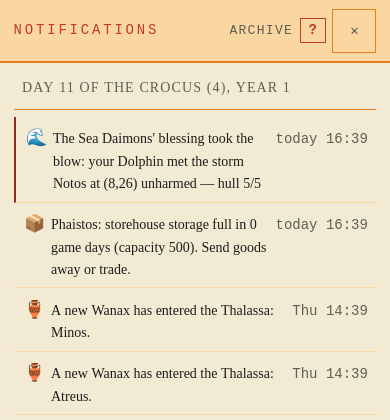 NOTIFICATIONS ARCHIVE ? ×
DAY 11 OF THE CROCUS (4), YEAR 1
The Sea Daimons' blessing took the today 16:39
blow: your Dolphin met the storm
Notos at (8,26) unharmed — hull 5/5
Phaistos: storehouse storage full in 0 today 16:39
game days (capacity 500). Send goods
away or trade.
A new Wanax has entered the Thalassa: Thu 14:39
Minos.
A new Wanax has entered the Thalassa: Thu 14:39
Atreus.